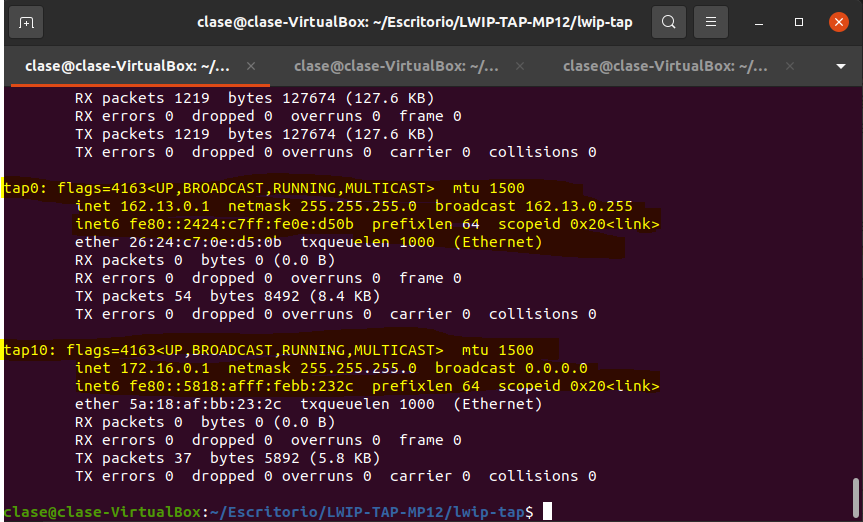 clase@clase-VirtualBox: ~/Escritorio/LWIP-TAP-MP12/lwip-tap
clase@clase-VirtualBox: ~/... × clase@clase-VirtualBox: ~/... × clase@clase-VirtualBox: ~/... ×
RX packets 1219  bytes 127674 (127.6 KB)
RX errors 0  dropped 0  overruns 0  frame 0
TX packets 1219  bytes 127674 (127.6 KB)
TX errors 0  dropped 0 overruns 0  carrier 0  collisions 0
tap0: flags=4163<UP,BROADCAST,RUNNING,MULTICAST>  mtu 1500
inet 162.13.0.1  netmask 255.255.255.0  broadcast 162.13.0.255
inet6 fe80::2424:c7ff:fe0e:d50b  prefixlen 64  scopeid 0x20<link>
ether 26:24:c7:0e:d5:0b  txqueuelen 1000  (Ethernet)
RX packets 0  bytes 0 (0.0 B)
RX errors 0  dropped 0  overruns 0  frame 0
TX packets 54  bytes 8492 (8.4 KB)
TX errors 0  dropped 0 overruns 0  carrier 0  collisions 0
tap10: flags=4163<UP,BROADCAST,RUNNING,MULTICAST>  mtu 1500
inet 172.16.0.1  netmask 255.255.255.0  broadcast 0.0.0.0
inet6 fe80::5818:afff:febb:232c  prefixlen 64  scopeid 0x20<link>
ether 5a:18:af:bb:23:2c  txqueuelen 1000  (Ethernet)
RX packets 0  bytes 0 (0.0 B)
RX errors 0  dropped 0  overruns 0  frame 0
TX packets 37  bytes 5892 (5.8 KB)
TX errors 0  dropped 0 overruns 0  carrier 0  collisions 0
clase@clase-VirtualBox:~/Escritorio/LWIP-TAP-MP12/lwip-tap$